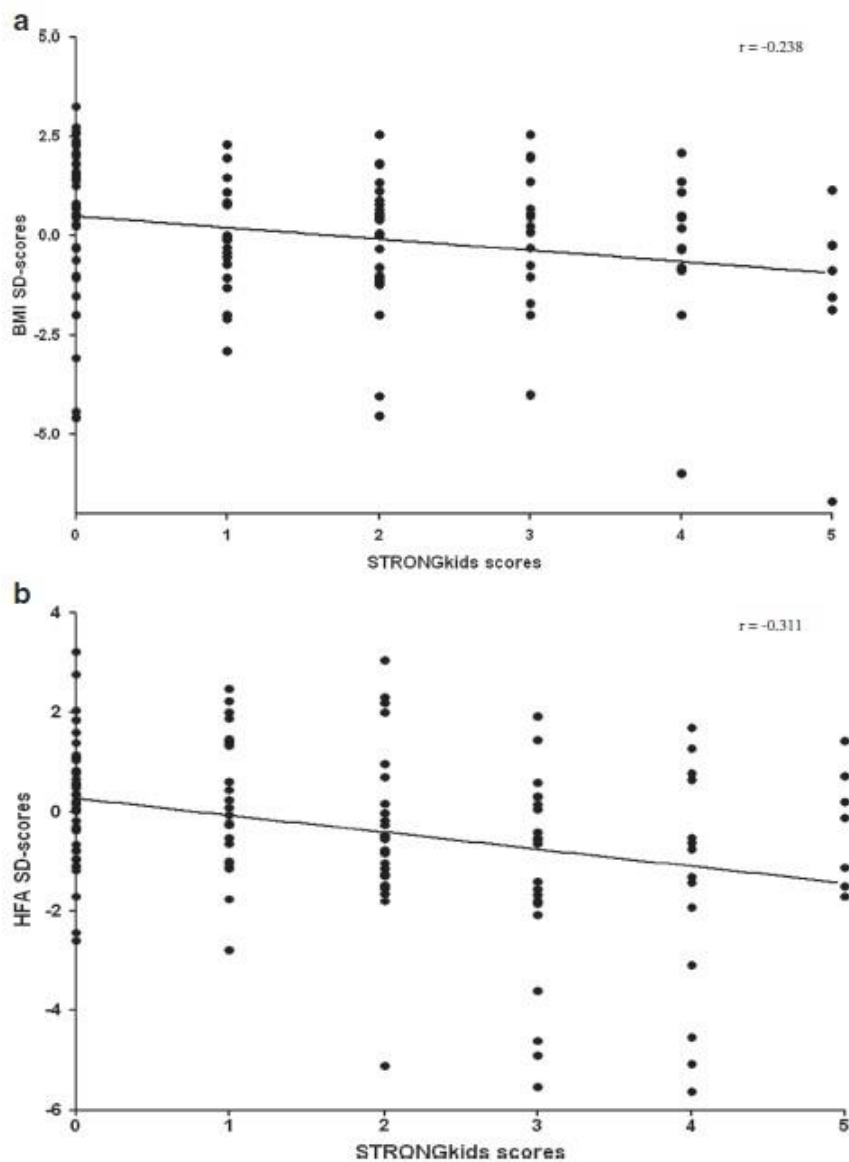 a
5.0
r = -0.238
2.5
0.0
BMI SD-scores
-2.5
-5.0
0 1 2 3 4 5
STRONGkids scores
b
4
r = -0.311
2
0
HFA SD-scores
-2
-4
-6
0 1 2 3 4 5
STRONGkids scores